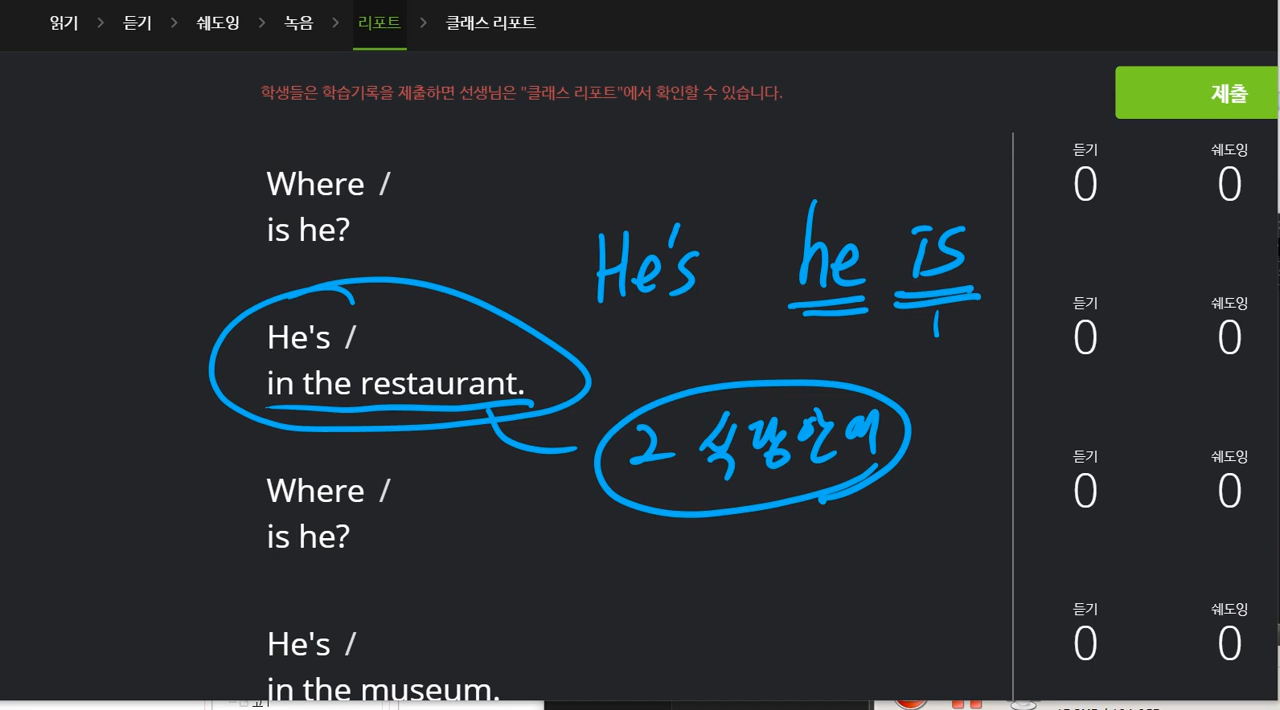 읽기 > 듣기 > 쉐도잉 > 녹음 > 리포트 > 클래스 리포트
학생들은 학습기록을 제출하면 선생님은 "클래스 리포트"에서 확인할 수 있습니다.
제출
Where /
is he?
듣기 쉐도잉
0 0
He's he is
He's /
in the restaurant.
듣기 쉐도잉
0 0
2 식당안에
Where /
is he?
듣기 쉐도잉
0 0
He's /
in the museum.
듣기 쉐도잉
0 0